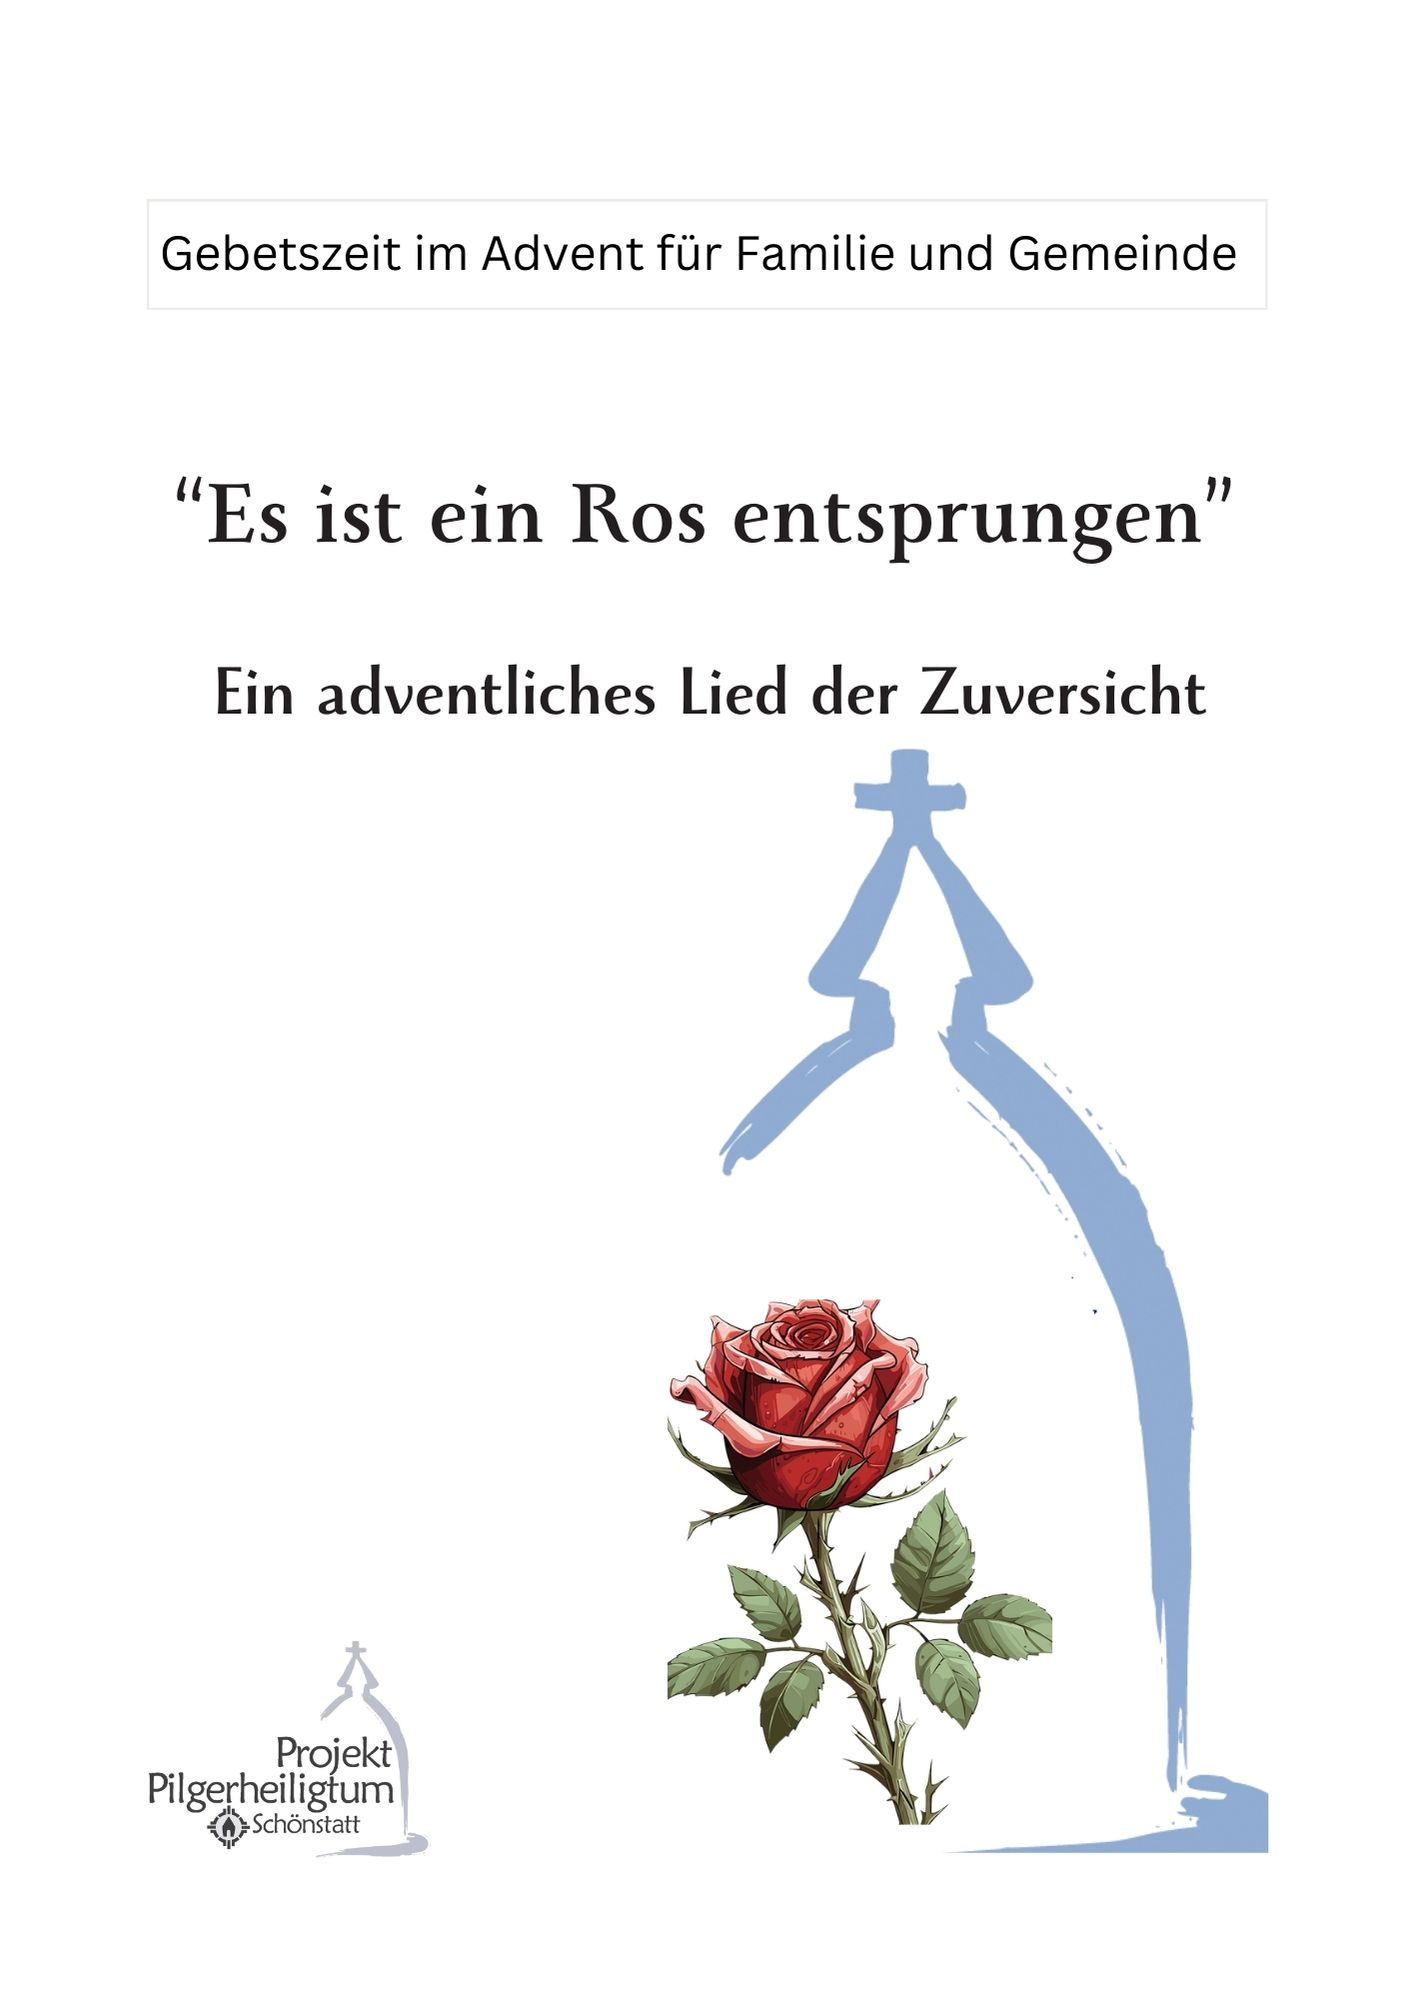 Gebetszeit im Advent für Familie und Gemeinde
“Es ist ein Ros entsprungen”
Ein adventliches Lied der Zuversicht
Projekt
Pilgerheiligtum
Schönstatt